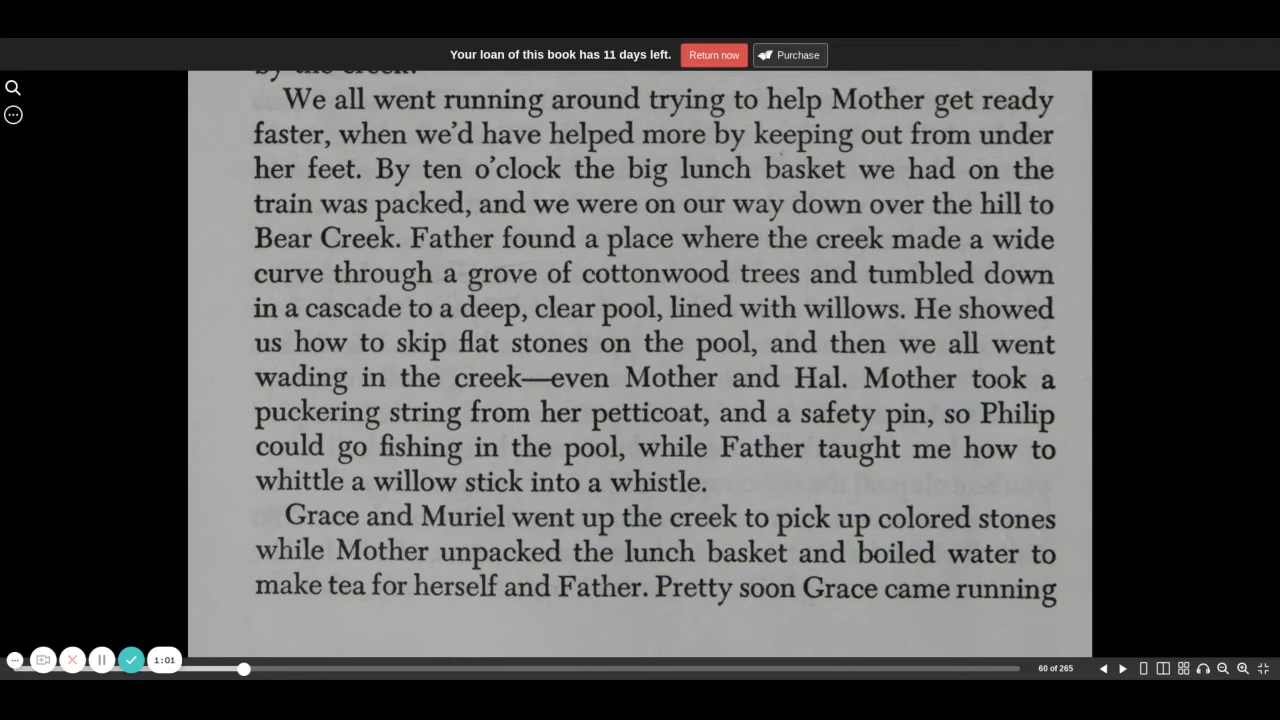 Your loan of this book has 11 days left. Return now Purchase
by the creek.
We all went running around trying to help Mother get ready
faster, when we'd have helped more by keeping out from under
her feet. By ten o'clock the big lunch basket we had on the
train was packed, and we were on our way down over the hill to
Bear Creek. Father found a place where the creek made a wide
curve through a grove of cottonwood trees and tumbled down
in a cascade to a deep, clear pool, lined with willows. He showed
us how to skip flat stones on the pool, and then we all went
wading in the creek—even Mother and Hal. Mother took a
puckering string from her petticoat, and a safety pin, so Philip
could go fishing in the pool, while Father taught me how to
whittle a willow stick into a whistle.
Grace and Muriel went up the creek to pick up colored stones
while Mother unpacked the lunch basket and boiled water to
make tea for herself and Father. Pretty soon Grace came running
1:01
60 of 265